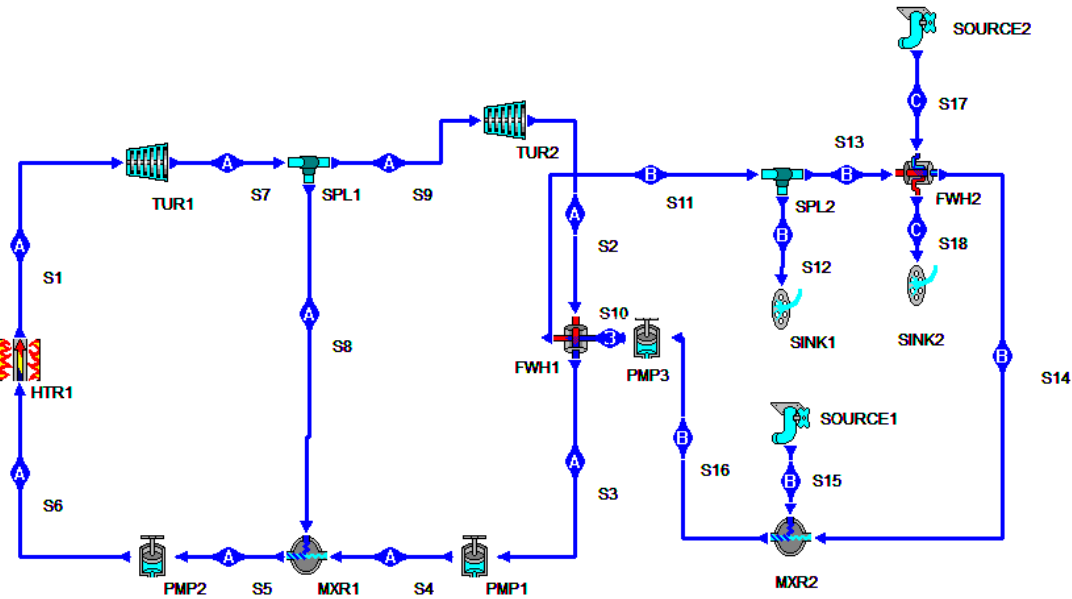 SOURCE2
C
S17
TUR2
S13
A
A
B
B
TUR1
S7
SPL1
S9
S11
SPL2
FWH2
A
B
C
A
S2
S12
S18
S1
A
S10
SINK1
SINK2
S8
3
B
HTR1
FWH1
PMP3
S14
SOURCE1
B
A
A
S16
B
S15
S6
S3
A
A
PMP2
S5
MXR1
S4
PMP1
MXR2